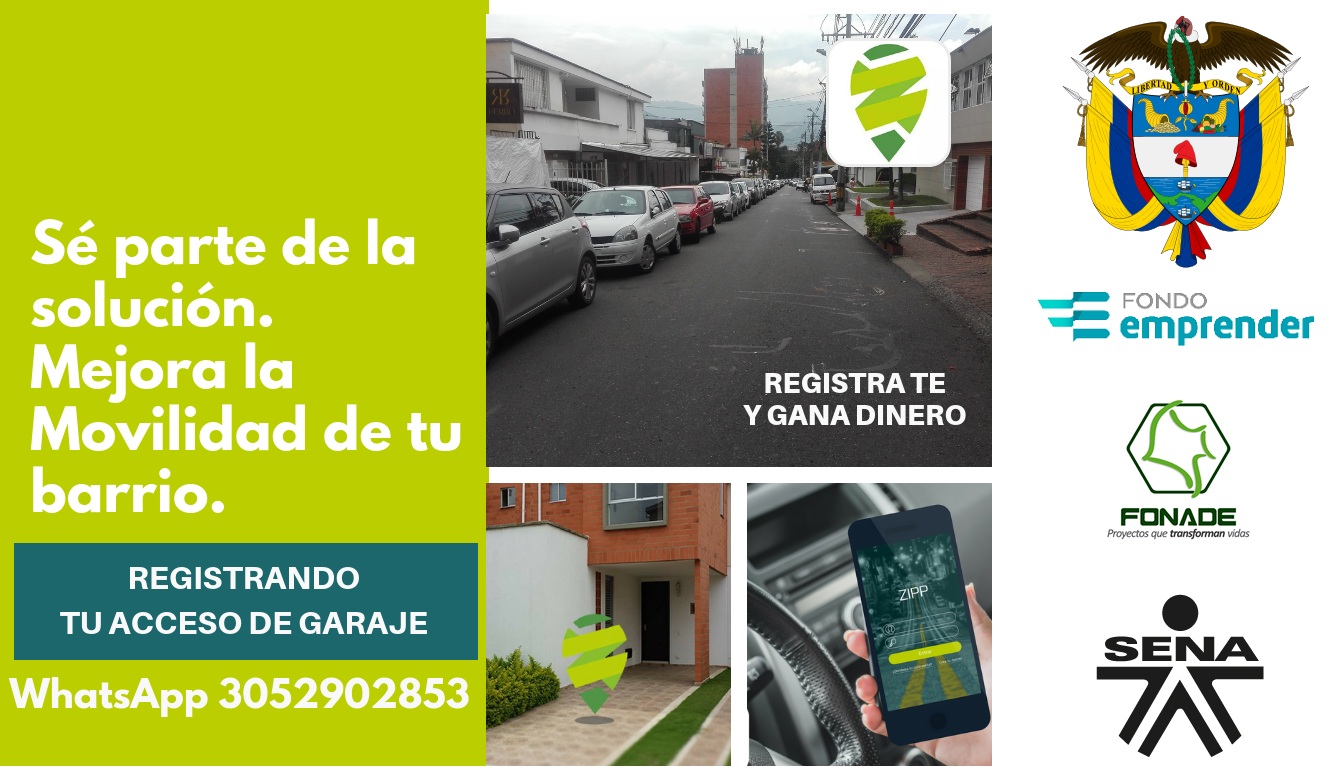 Sé parte de la
solución.
Mejora la
Movilidad de tu
barrio.
REGISTRANDO
TU ACCESO DE GARAJE
WhatsApp 3052902853
REGISTRA TE
Y GANA DINERO
ZIPP
LIBERTAD Y ORDEN
FONDO
emprender
FONADE
Proyectos que transforman vidas
SENA